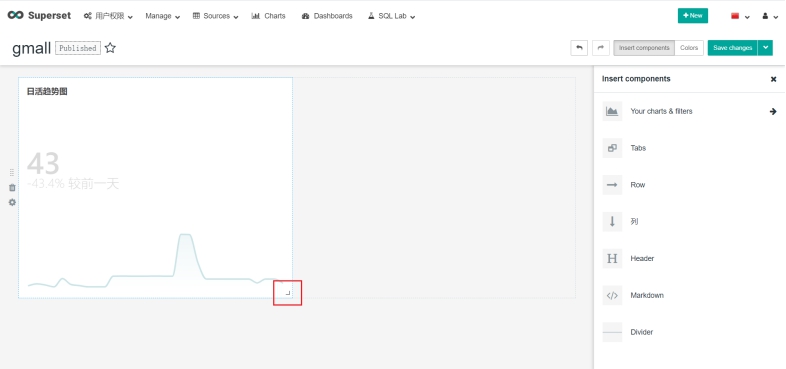 Superset 用户权限 Manage Sources Charts Dashboards SQL Lab + New
gmall Published Insert components Colors Save changes
日活趋势图
43
-43.4% 较前一天
Insert components
Your charts & filters
Tabs
Row
列
H Header
Markdown
Divider